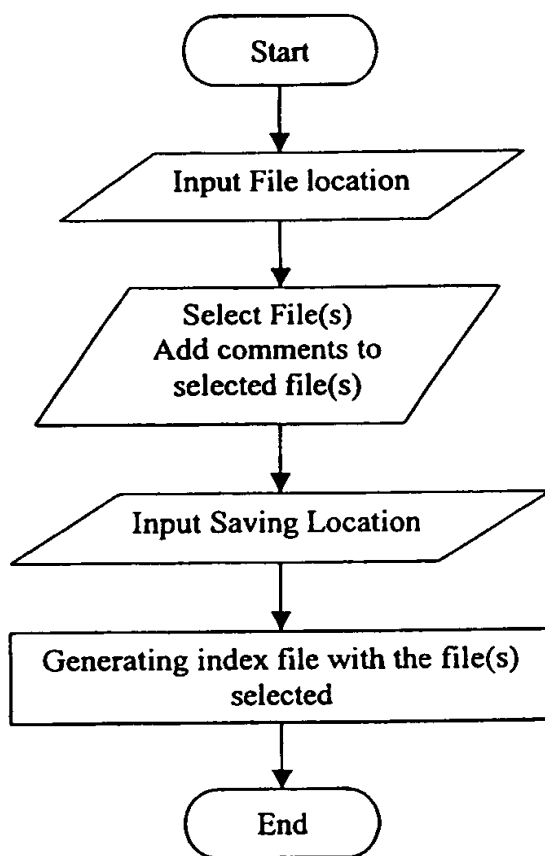 Start
Input File location
Select File(s)
Add comments to
selected file(s)
Input Saving Location
Generating index file with the file(s)
selected
End